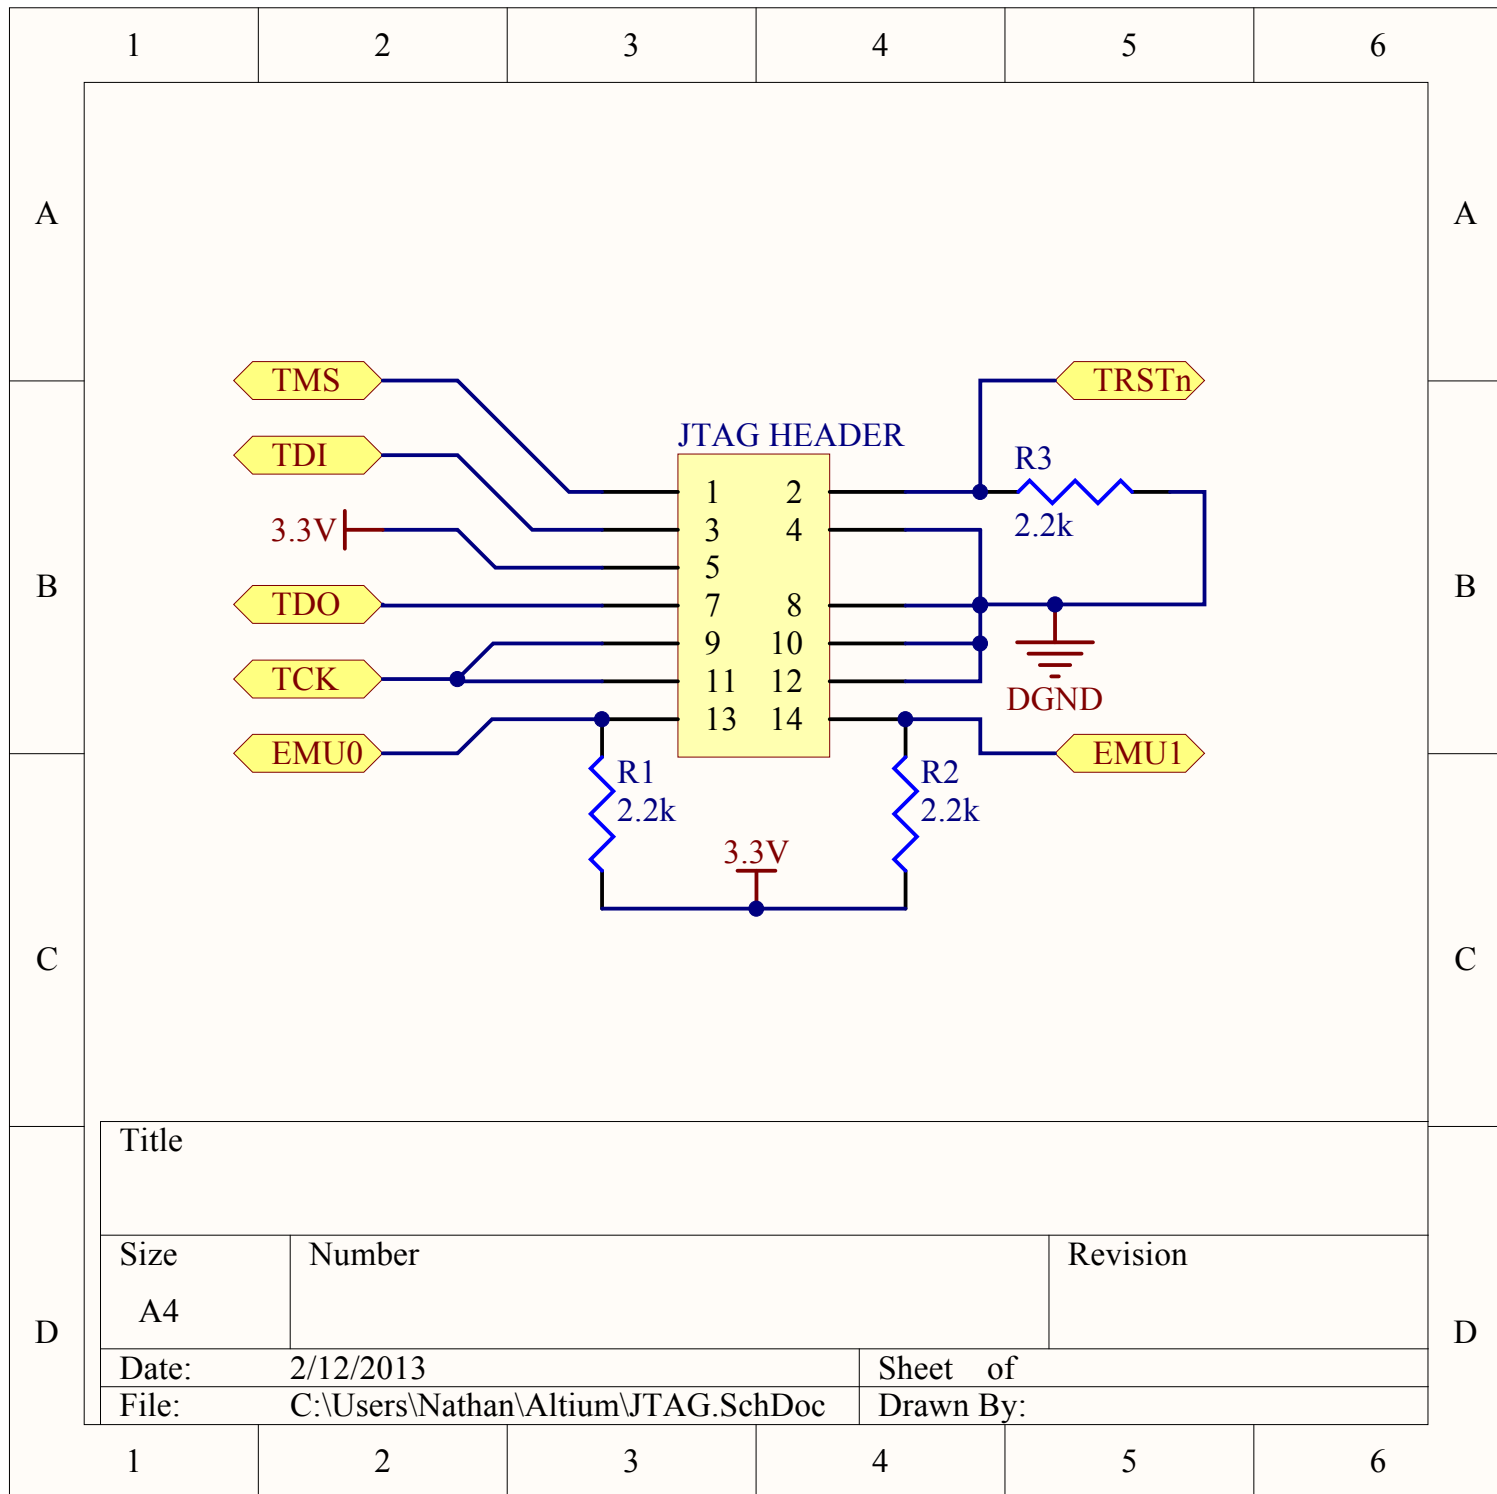 1 2 3 4 5 6
A A
TMS TRSTn
JTAG HEADER
TDI R3
1 2
3.3V 3 4 2.2k
5
B B
TDO 7 8
9 10
TCK 11 12 DGND
13 14
EMU0 EMU1
R1 R2
2.2k 2.2k
3.3V
C C
Title
Size Number Revision
A4
D D
Date: 2/12/2013 Sheet of
File: C:\Users\Nathan\Altium\JTAG.SchDoc Drawn By:
1 2 3 4 5 6